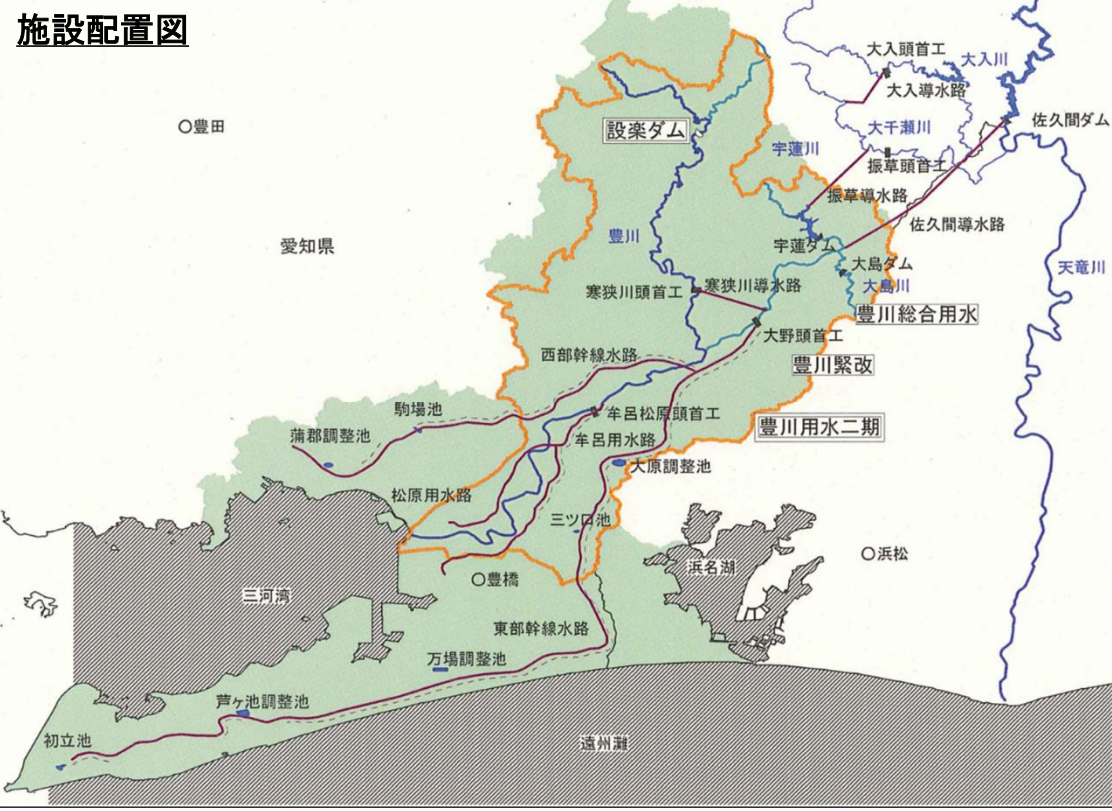 施設配置図
大入頭首工
大入川
大入導水路
佐久間ダム
○豊田
設楽ダム
大千瀬川
宇蓮川
振草頭首工
振草導水路
佐久間導水路
愛知県
豊川
宇蓮ダム
大島ダム
天竜川
寒狭川頭首工
寒狭川導水路
大島川
豊川総合用水
大野頭首工
西部幹線水路
豊川緊改
駒場池
牟呂松原頭首工
豊川用水二期
蒲郡調整池
牟呂用水路
大原調整池
松原用水路
三ツ口池
○浜松
浜名湖
○豊橋
三河湾
東部幹線水路
万場調整池
芦ヶ池調整池
初立池
遠州灘